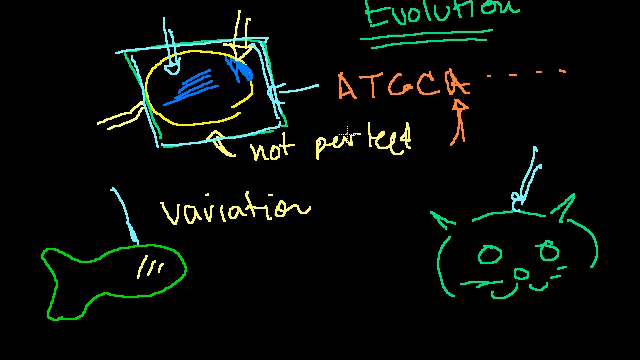 Evolution
ATGCA - - - -
not perfect
variation